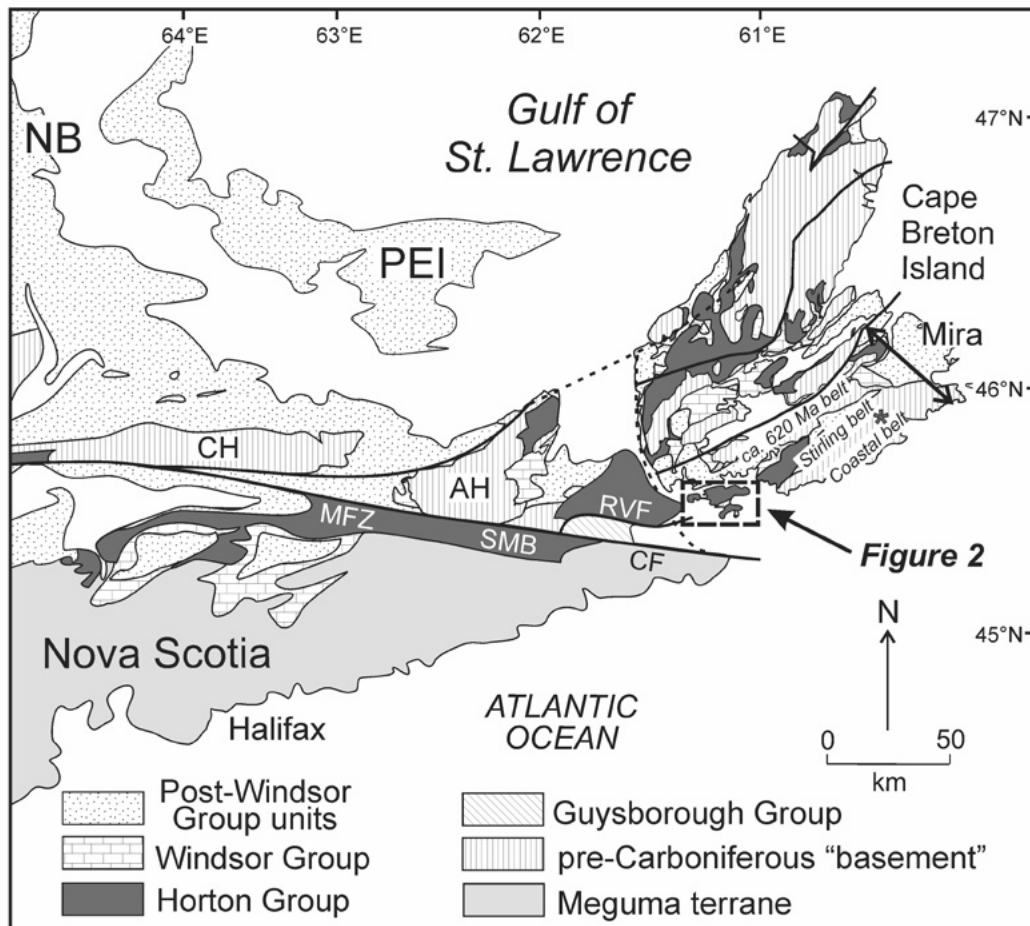 64°E 63°E 62°E 61°E
47°N
Gulf of
St. Lawrence
NB
PEI
Cape
Breton
Island
Mira
46°N
ca. 620 Ma belt
Stirling belt
*
Coastal belt
CH
AH
RVF
MFZ
SMB
CF
Figure 2
N
45°N
Nova Scotia
Halifax
ATLANTIC
OCEAN
0 50
km
Post-Windsor
Group units
Windsor Group
Horton Group
Guysborough Group
pre-Carboniferous “basement”
Meguma terrane